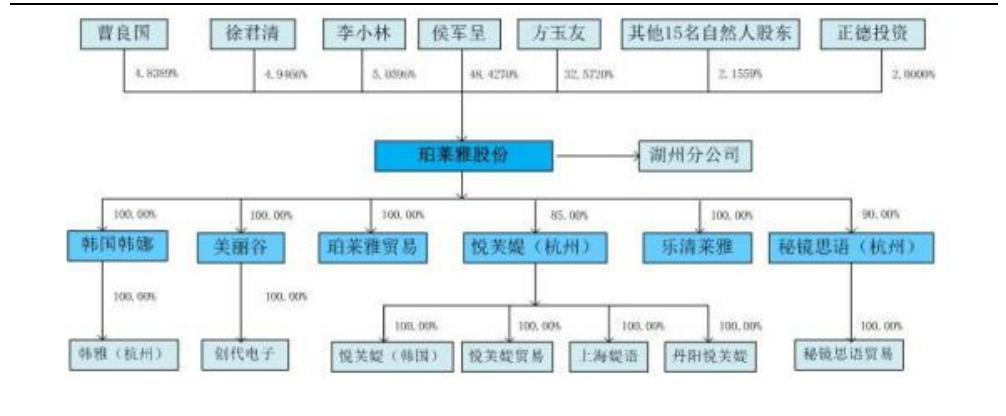 曹良国
徐君清
李小林
侯军呈
方玉友
其他15名自然人股东
正德投资
4.8389%
4.9466%
5.0596%
48.4270%
32.5720%
2.1559%
2.0000%
珀莱雅股份
湖州分公司
100.00%
100.00%
100.00%
85.00%
100.00%
90.00%
韩国韩娜
美丽谷
珀莱雅贸易
悦芙媞（杭州）
乐清莱雅
秘镜思语（杭州）
100.00%
100.00%
100.00%
100.00%
100.00%
100.00%
100.00%
韩雅（杭州）
创代电子
悦芙媞（韩国）
悦芙媞贸易
上海媞语
丹阳悦芙媞
秘镜思语贸易